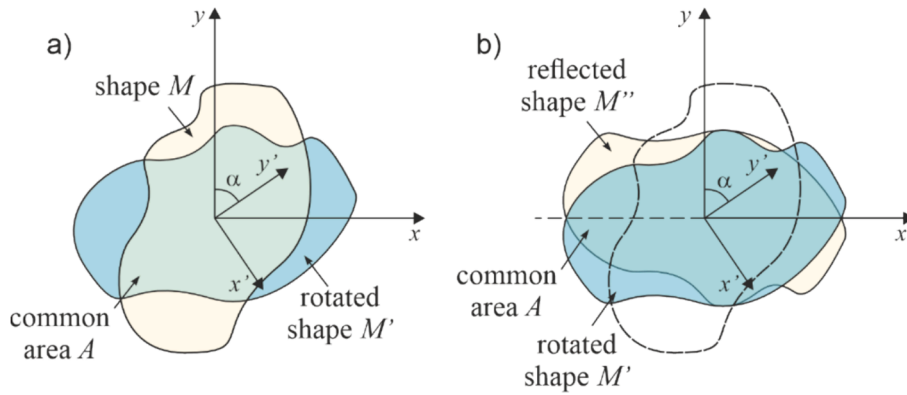 a)
y
shape M
α
y’
x
x’
rotated
shape M’
common
area A
b)
y
reflected
shape M’’
α
y’
x
x’
common
area A
rotated
shape M’